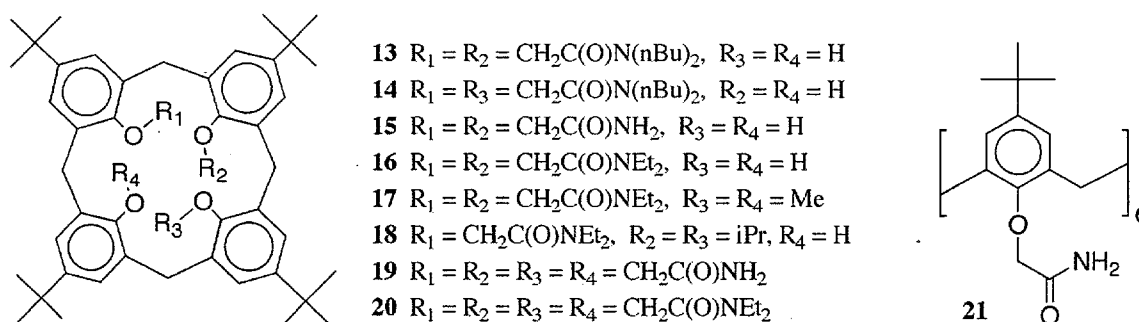 R₁
O
O
R₂
R₄
O
O
R₃
13 R₁ = R₂ = CH₂C(O)N(nBu)₂, R₃ = R₄ = H
14 R₁ = R₃ = CH₂C(O)N(nBu)₂, R₂ = R₄ = H
15 R₁ = R₂ = CH₂C(O)NH₂, R₃ = R₄ = H
16 R₁ = R₂ = CH₂C(O)NEt₂, R₃ = R₄ = H
17 R₁ = R₂ = CH₂C(O)NEt₂, R₃ = R₄ = Me
18 R₁ = CH₂C(O)NEt₂, R₂ = R₃ = iPr, R₄ = H
19 R₁ = R₂ = R₃ = R₄ = CH₂C(O)NH₂
20 R₁ = R₂ = R₃ = R₄ = CH₂C(O)NEt₂
O
NH₂
O
21